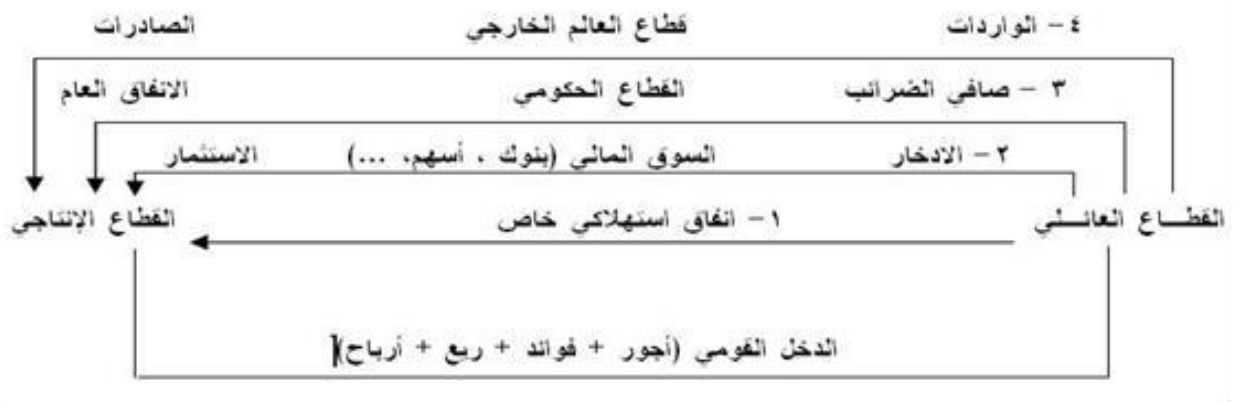 ٤ - الواردات قطاع العالم الخارجي الصادرات
٣ - صافي الضرائب القطاع الحكومي الانفاق العام
٢ - الادخار السوق المالي (بنوك ، أسهم، ...) الاستثمار
القطـــاع العائـــلي ١ - انفاق استهلاكي خاص القطاع الإنتاجي
الدخل القومي (أجور + فوائد + ريع + أرباح)